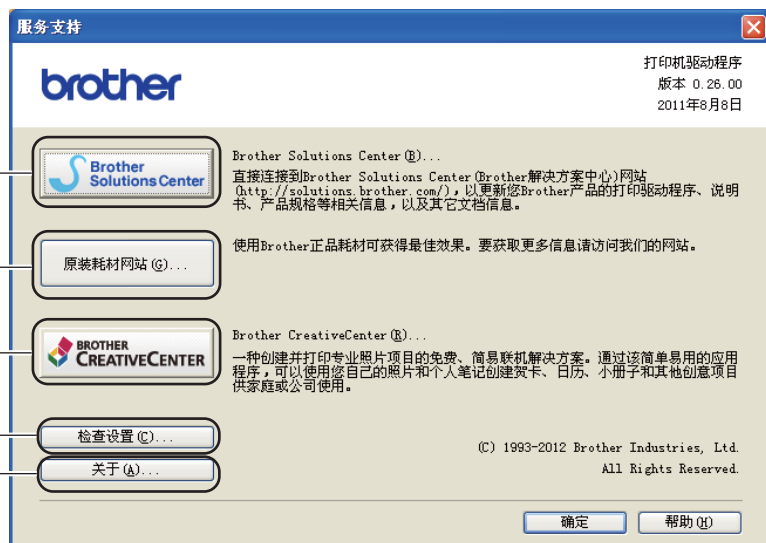 服务支持
brother
打印机驱动程序
版本 0.26.00
2011年8月8日
Brother
Solutions Center
Brother Solutions Center(B)...
直接连接到Brother Solutions Center(Brother解决方案中心)网站
(http://solutions.brother.com/)，以更新您Brother产品的打印驱动程序、说明
书、产品规格等相关信息，以及其它文档信息。
原装耗材网站(G)...
使用Brother正品耗材可获得最佳效果。要获取更多信息请访问我们的网站。
BROTHER
CREATIVECENTER
Brother CreativeCenter(R)...
一种创建并打印专业照片项目的免费、简易联机解决方案。通过该简单易用的应用
程序，可以使用您自己的照片和个人笔记创建贺卡、日历、小册子和其他创意项目
供家庭或公司使用。
检查设置(C)...
关于(A)...
(C) 1993-2012 Brother Industries, Ltd.
All Rights Reserved.
确定
帮助(H)